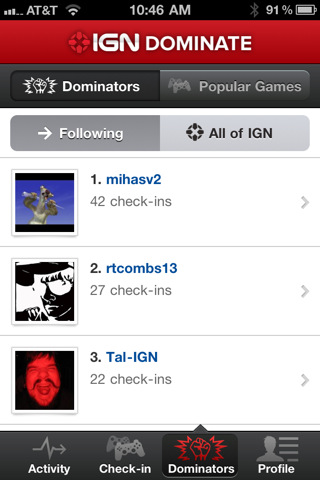 AT&T 10:46 AM 91%
IGN DOMINATE
Dominators Popular Games
Following All of IGN
1. mihasv2
42 check-ins
2. rtcombs13
27 check-ins
3. Tal-IGN
22 check-ins
Activity Check-in Dominators Profile